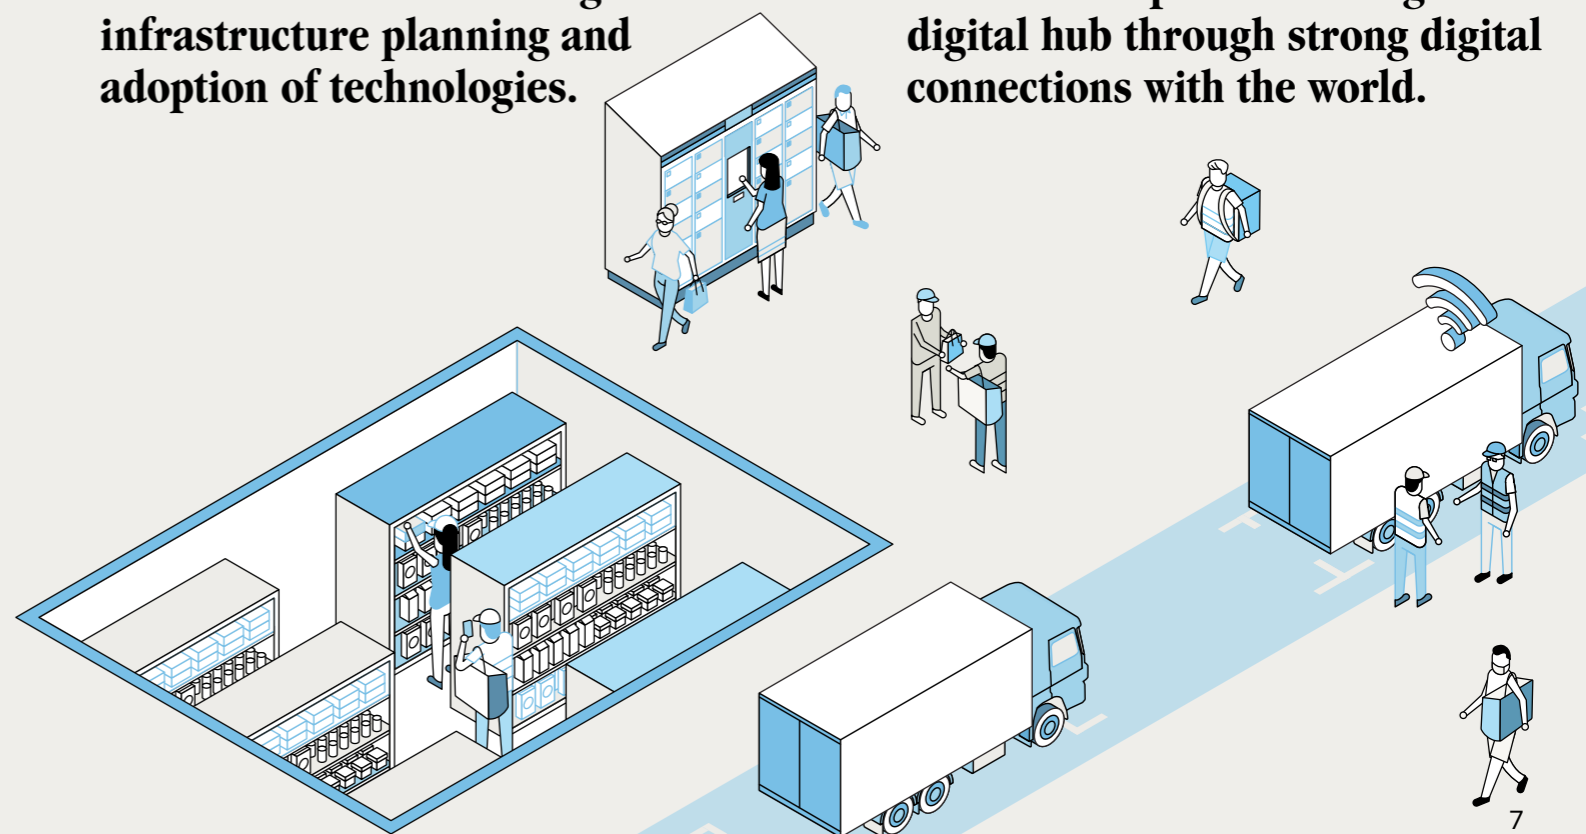 infrastructure planning and
adoption of technologies.
digital hub through strong digital
connections with the world.
7